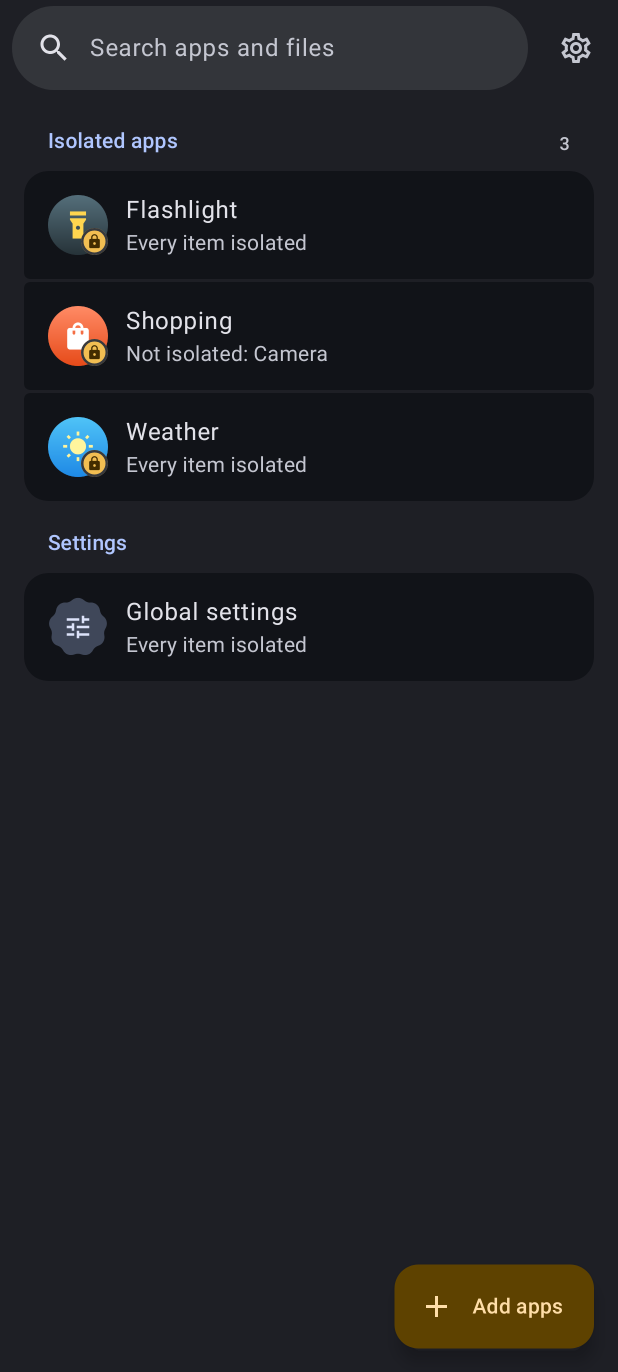 Search apps and files
Isolated apps
3
Flashlight
Every item isolated
Shopping
Not isolated: Camera
Weather
Every item isolated
Settings
Global settings
Every item isolated
Add apps